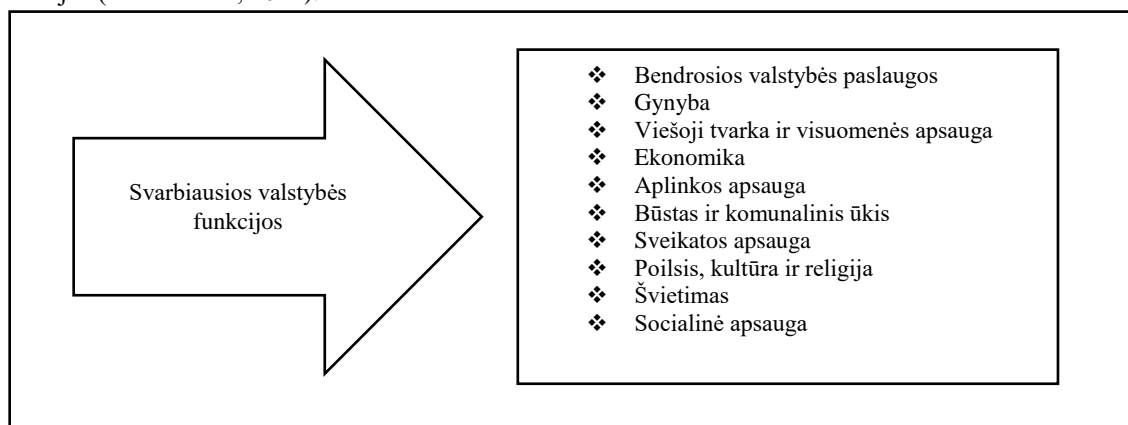 Svarbiausios valstybės
funkcijos
❖ Bendrosios valstybės paslaugos
❖ Gynyba
❖ Viešoji tvarka ir visuomenės apsauga
❖ Ekonomika
❖ Aplinkos apsauga
❖ Būstas ir komunalinis ūkis
❖ Sveikatos apsauga
❖ Poilsis, kultūra ir religija
❖ Švietimas
❖ Socialinė apsauga